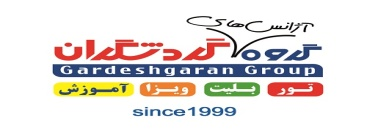 آژانس های
گروه گردشگران
Gardeshgaran Group
تور بلیت ویزا آموزش
since1999